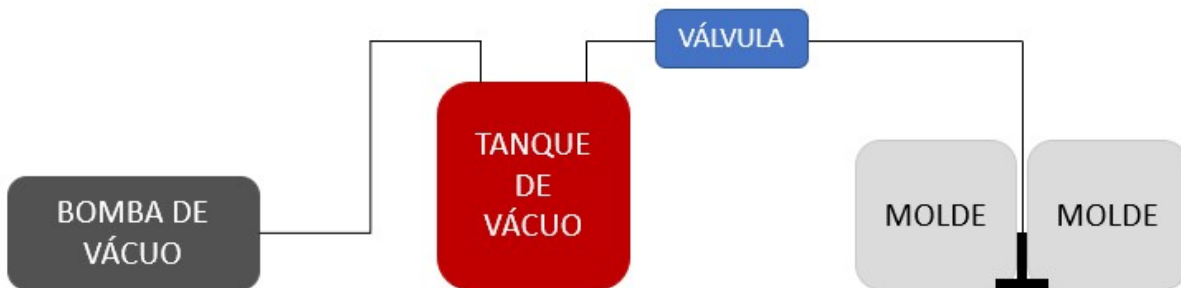 VÁLVULA
TANQUE
DE
VÁCUO
BOMBA DE
VÁCUO
MOLDE
MOLDE